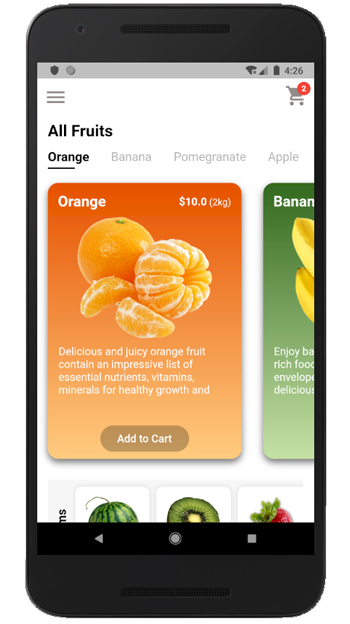 4:26
2
All Fruits
Orange Banana Pomegranate Apple
Orange $10.0 (2kg)
Delicious and juicy orange fruit
contain an impressive list of
essential nutrients, vitamins,
minerals for healthy growth and
Add to Cart
Banan
Enjoy ba
rich food
envelope
delicious
ms